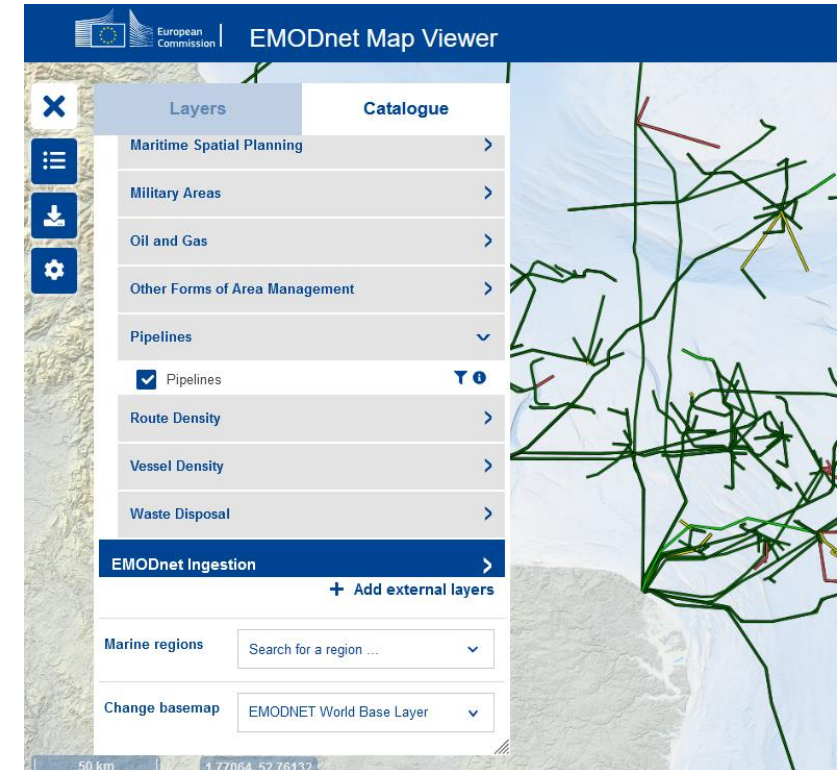 European
Commission
EMODnet Map Viewer
Layers
Catalogue
Maritime Spatial Planning
Military Areas
Oil and Gas
Other Forms of Area Management
Pipelines
Pipelines
Route Density
Vessel Density
Waste Disposal
EMODnet Ingestion
+ Add external layers
Marine regions
Search for a region ...
Change basemap
EMODNET World Base Layer
50 km
1.77064, 52.76132